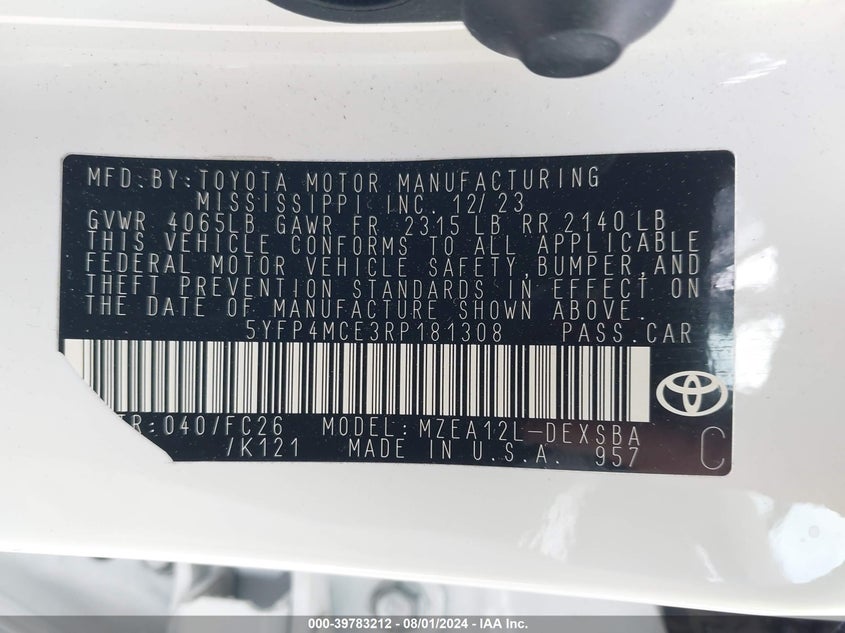 MFD.BY:TOYOTA MOTOR MANUFACTURING
MISSISSIPPI INC. 12/23
GVWR 4065LB GAWR FR 2315 LB RR 2140 LB
THIS VEHICLE CONFORMS TO ALL APPLICABLE
FEDERAL MOTOR VEHICLE SAFETY,BUMPER,AND
THEFT PREVENTION STANDARDS IN EFFECT ON
THE DATE OF MANUFACTURE SHOWN ABOVE.
5YFP4MCE3RP181308 PASS.CAR
TR:040/FC26 MODEL:MZEA12L-DEXSBA
/K121 MADE IN U.S.A. 957 C
000-39783212 - 08/01/2024 - IAA Inc.